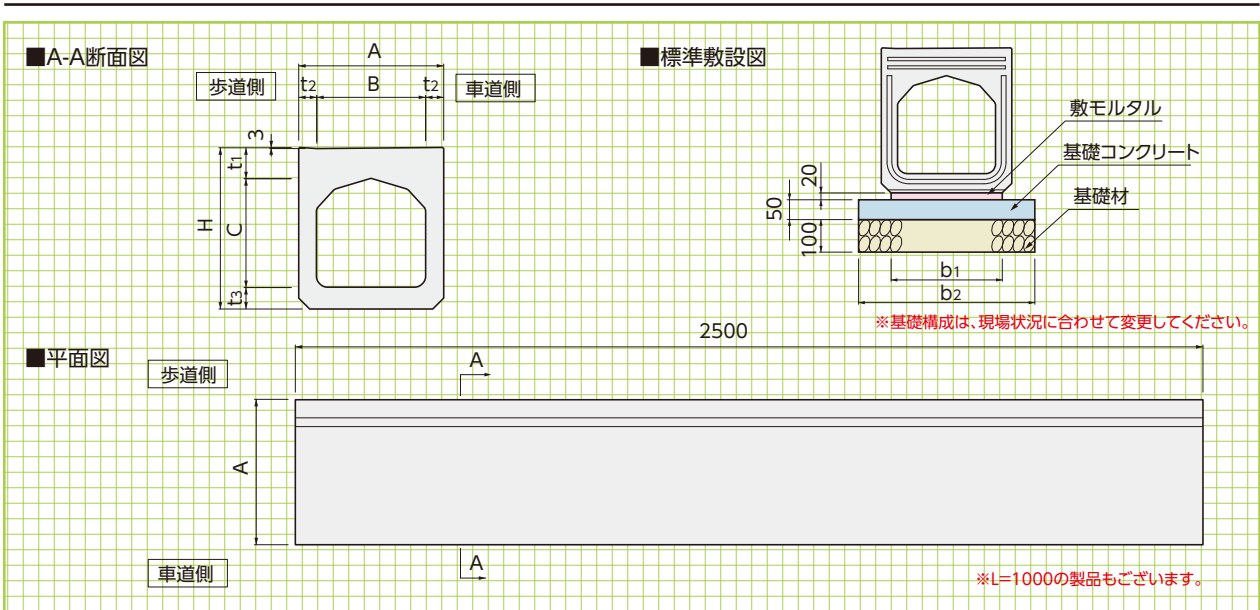 ■A-A断面図
A
歩道側
t2
B
t2
車道側
3
t1
H
C
t3
■標準敷設図
敷モルタル
基礎コンクリート
基礎材
20
50
100
b1
b2
※基礎構成は、現場状況に合わせて変更してください。
■平面図
歩道側
2500
A
A
A
車道側
※L=1000の製品もございます。